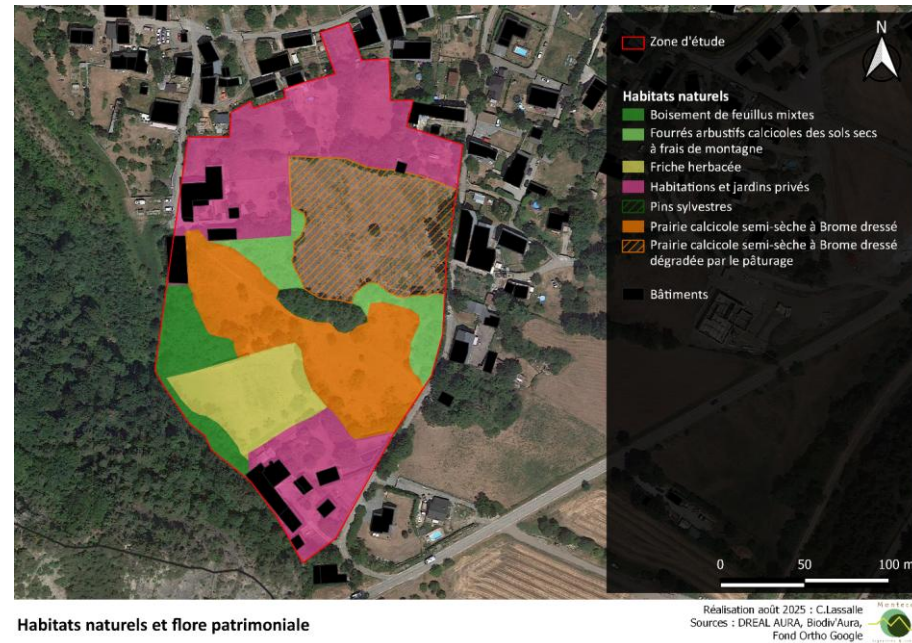 N
Zone d'étude
Habitats naturels
Boisement de feuillus mixtes
Fourrés arbustifs calcicoles des sols secs
à frais de montagne
Friche herbacée
Habitations et jardins privés
Pins sylvestres
Prairie calcicole semi-sèche à Brome dressé
Prairie calcicole semi-sèche à Brome dressé
dégradée par le pâturage
Bâtiments
0 50 100 m
Habitats naturels et flore patrimoniale
Réalisation août 2025 : C.Lassalle
Sources : DREAL AURA, Biodiv'Aura,
Fond Ortho Google